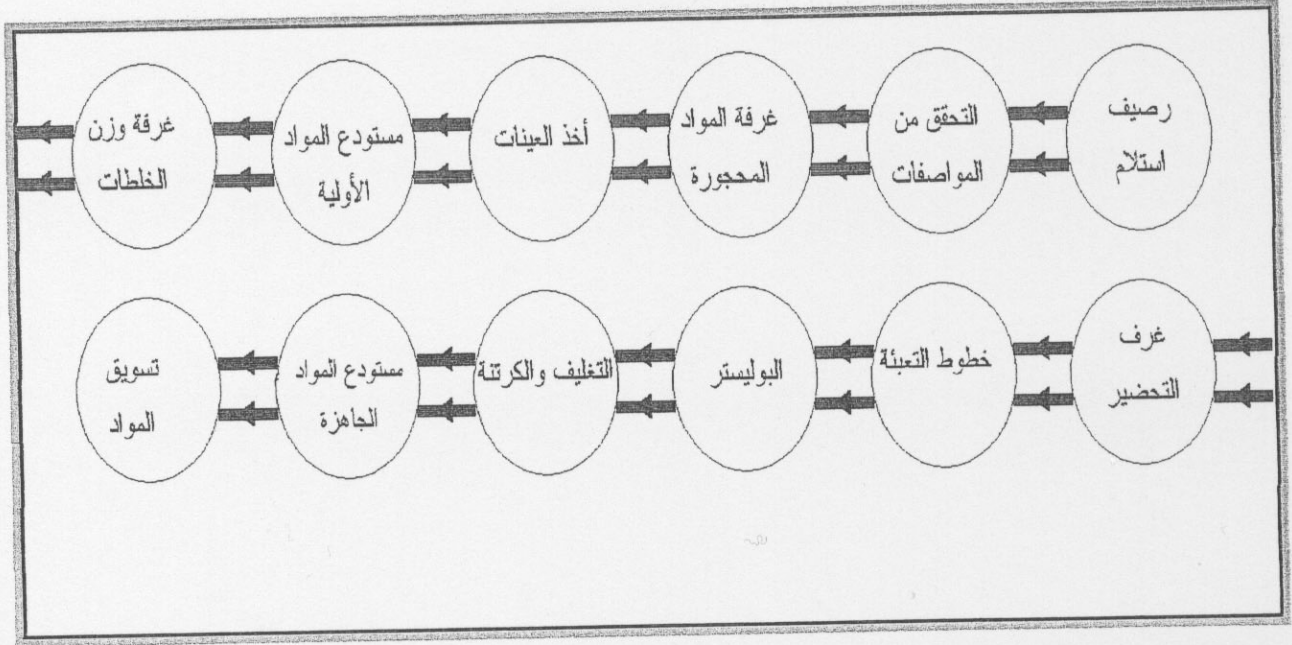 رصيف
استلام
التحقق من
المواصفات
غرفة المواد
المحجورة
أخذ العينات
مستودع المواد
الأولية
غرفة وزن
الخلطات
غرف
التحضير
خطوط التعبئة
البوليستر
التغليف والكرتنة
مستودع المواد
الجاهزة
تسويق
المواد